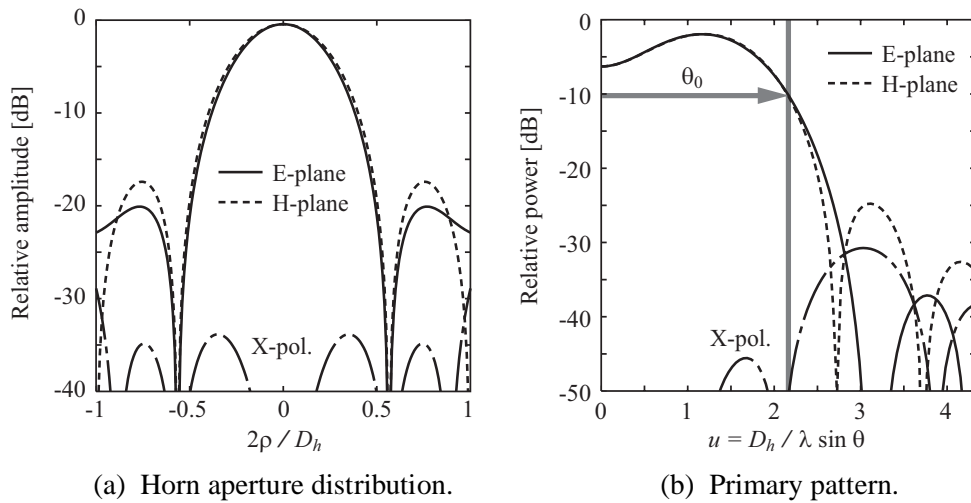 0
-10
-20
-30
-40
Relative amplitude [dB]
E-plane
H-plane
X-pol.
-1
-0.5
0
0.5
1
2ρ / D_h
(a) Horn aperture distribution.
0
-10
-20
-30
-40
-50
Relative power [dB]
E-plane
H-plane
θ₀
X-pol.
0
1
2
3
4
u = D_h / λ sin θ
(b) Primary pattern.